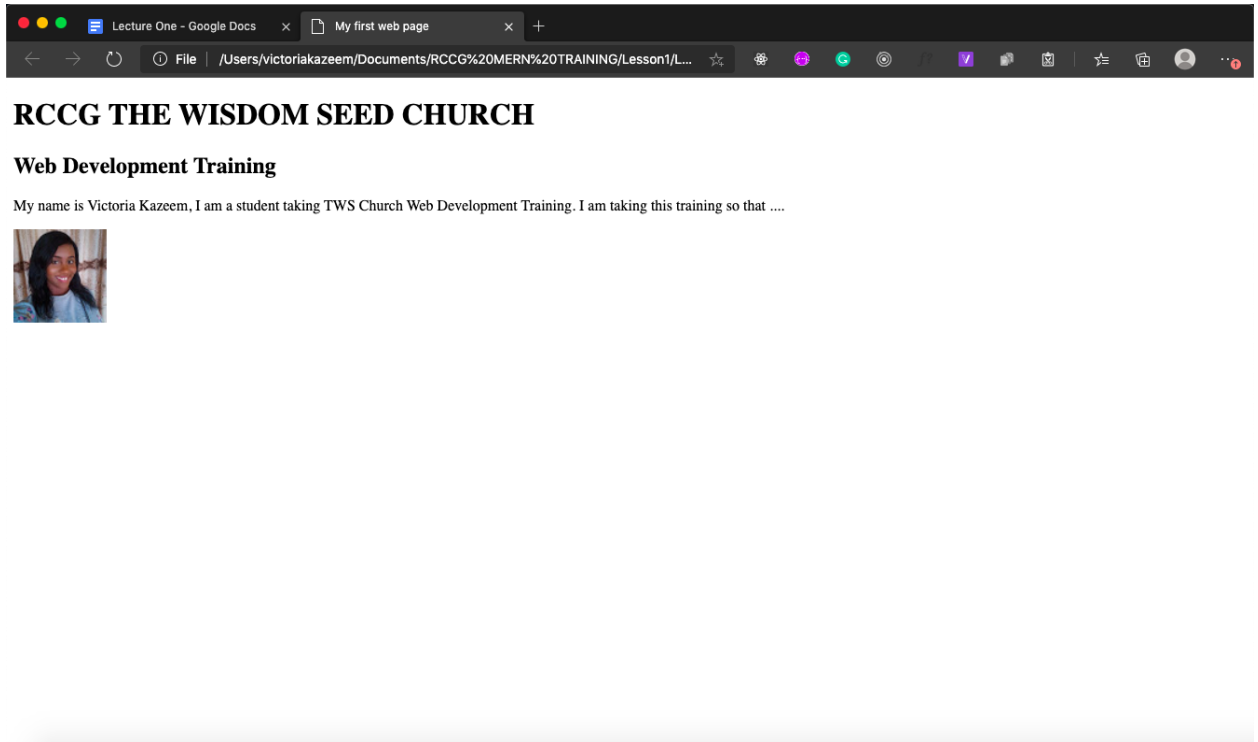 Lecture One - Google Docs
My first web page
File
/Users/victoriakazeem/Documents/RCCG%20MERN%20TRAINING/Lesson1/L...
RCCG THE WISDOM SEED CHURCH
Web Development Training
My name is Victoria Kazeem, I am a student taking TWS Church Web Development Training. I am taking this training so that ....